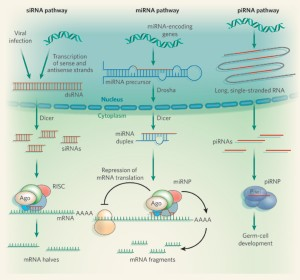 siRNA pathway
Viral
infection
Transcription
of sense and
antisense strands
dsRNA
Dicer
siRNAs
RISC
Ago
mRNA
AAAA
mRNA halves
miRNA pathway
miRNA-encoding
genes
miRNA precursor
Drosha
Nucleus
Cytoplasm
Dicer
miRNA
duplex
Repression of
mRNA translation
miRNP
Ago
AAAA
mRNA fragments
piRNA pathway
Long, single-stranded RNA
piRNAs
piRNP
Germ-cell
development